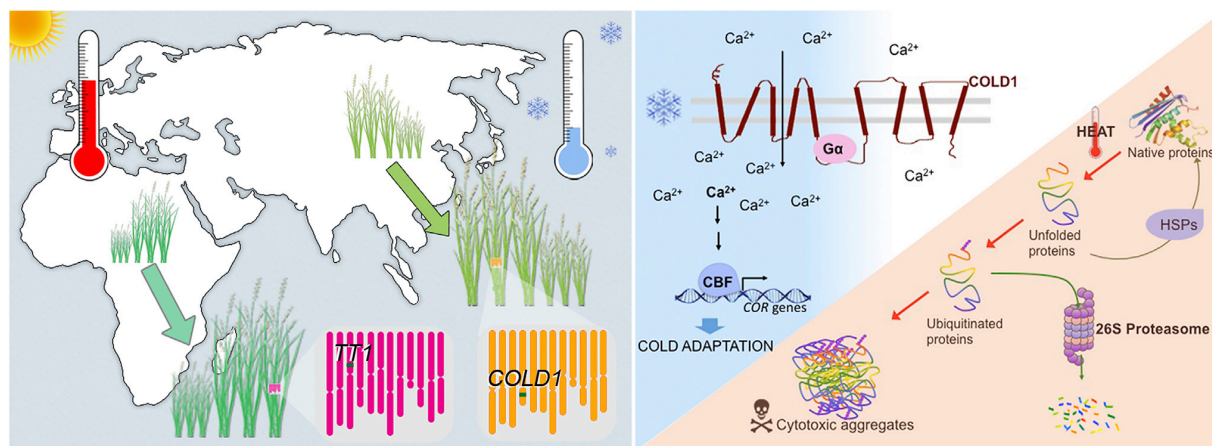 TT1
COLD1
Ca²⁺
Ca²⁺
Ca²⁺
Ca²⁺
COLD1
Gα
Ca²⁺
Ca²⁺
Ca²⁺
Ca²⁺
Ca²⁺
Ca²⁺
Ca²⁺
CBF
COR genes
COLD ADAPTATION
HEAT
Native proteins
Unfolded
proteins
HSPs
Ubiquitinated
proteins
26S Proteasome
Cytotoxic aggregates